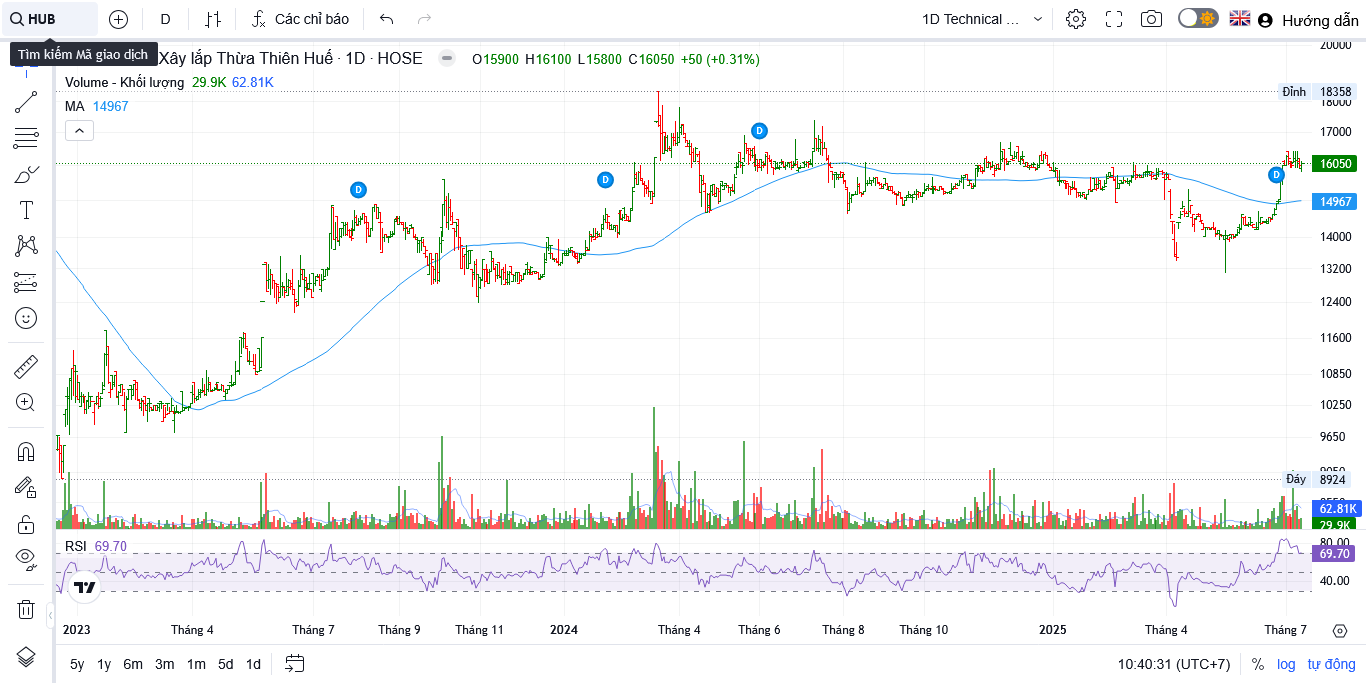 HUB D Các chỉ báo 1D Technical ... Hướng dẫn
Tìm kiếm Mã giao dịch
Xây lắp Thừa Thiên Huế · 1D · HOSE O15900 H16100 L15800 C16050 +50 (+0.31%)
Volume - Khối lượng 29.9K 62.81K
MA 14967
20000
Đỉnh 18358
18000
17000
16050
14967
14000
13200
12400
11600
10850
10250
9650
9050
Đáy 8924
8550
62.81K
29.9K
D
D
D
D
RSI 69.70
80.00
69.70
40.00
2023 Tháng 4 Tháng 7 Tháng 9 Tháng 11 2024 Tháng 4 Tháng 6 Tháng 8 Tháng 10 2025 Tháng 4 Tháng 7
5y 1y 6m 3m 1m 5d 1d 10:40:31 (UTC+7) % log tự động